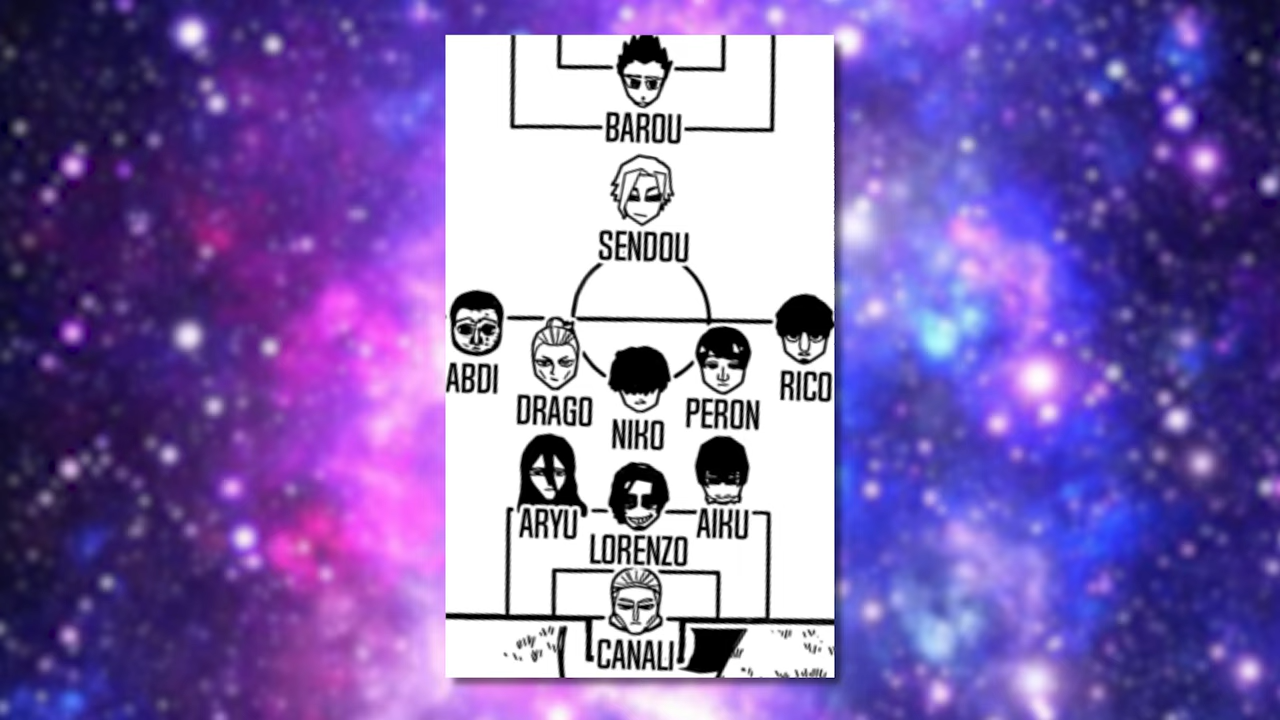 BAROU
SENDOU
ABDI
DRAGO
NIKO
PERON
RICO
ARYU
LORENZO
AIKU
CANALI